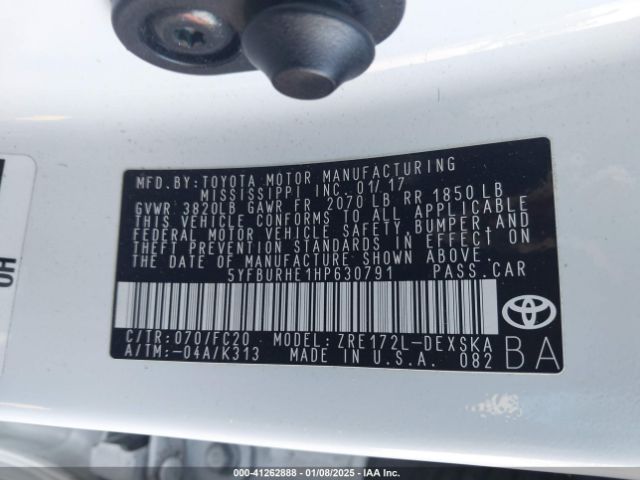 MFD.BY:TOYOTA MOTOR MANUFACTURING
MISSISSIPPI INC. 01/17
GVWR 3820LB GAWR FR 2070 LB RR 1850 LB
THIS VEHICLE CONFORMS TO ALL APPLICABLE
FEDERAL MOTOR VEHICLE SAFETY,BUMPER,AND
THEFT PREVENTION STANDARDS IN EFFECT ON
THE DATE OF MANUFACTURE SHOWN ABOVE.
5YFBURHE1HP630791 PASS.CAR
C/TR:070/FC20 MODEL:ZRE172L-DEXSKA
A/TM:-04A/K313 MADE IN U.S.A. 082
BA
HO
000-41262888 - 01/08/2025 - IAA Inc.